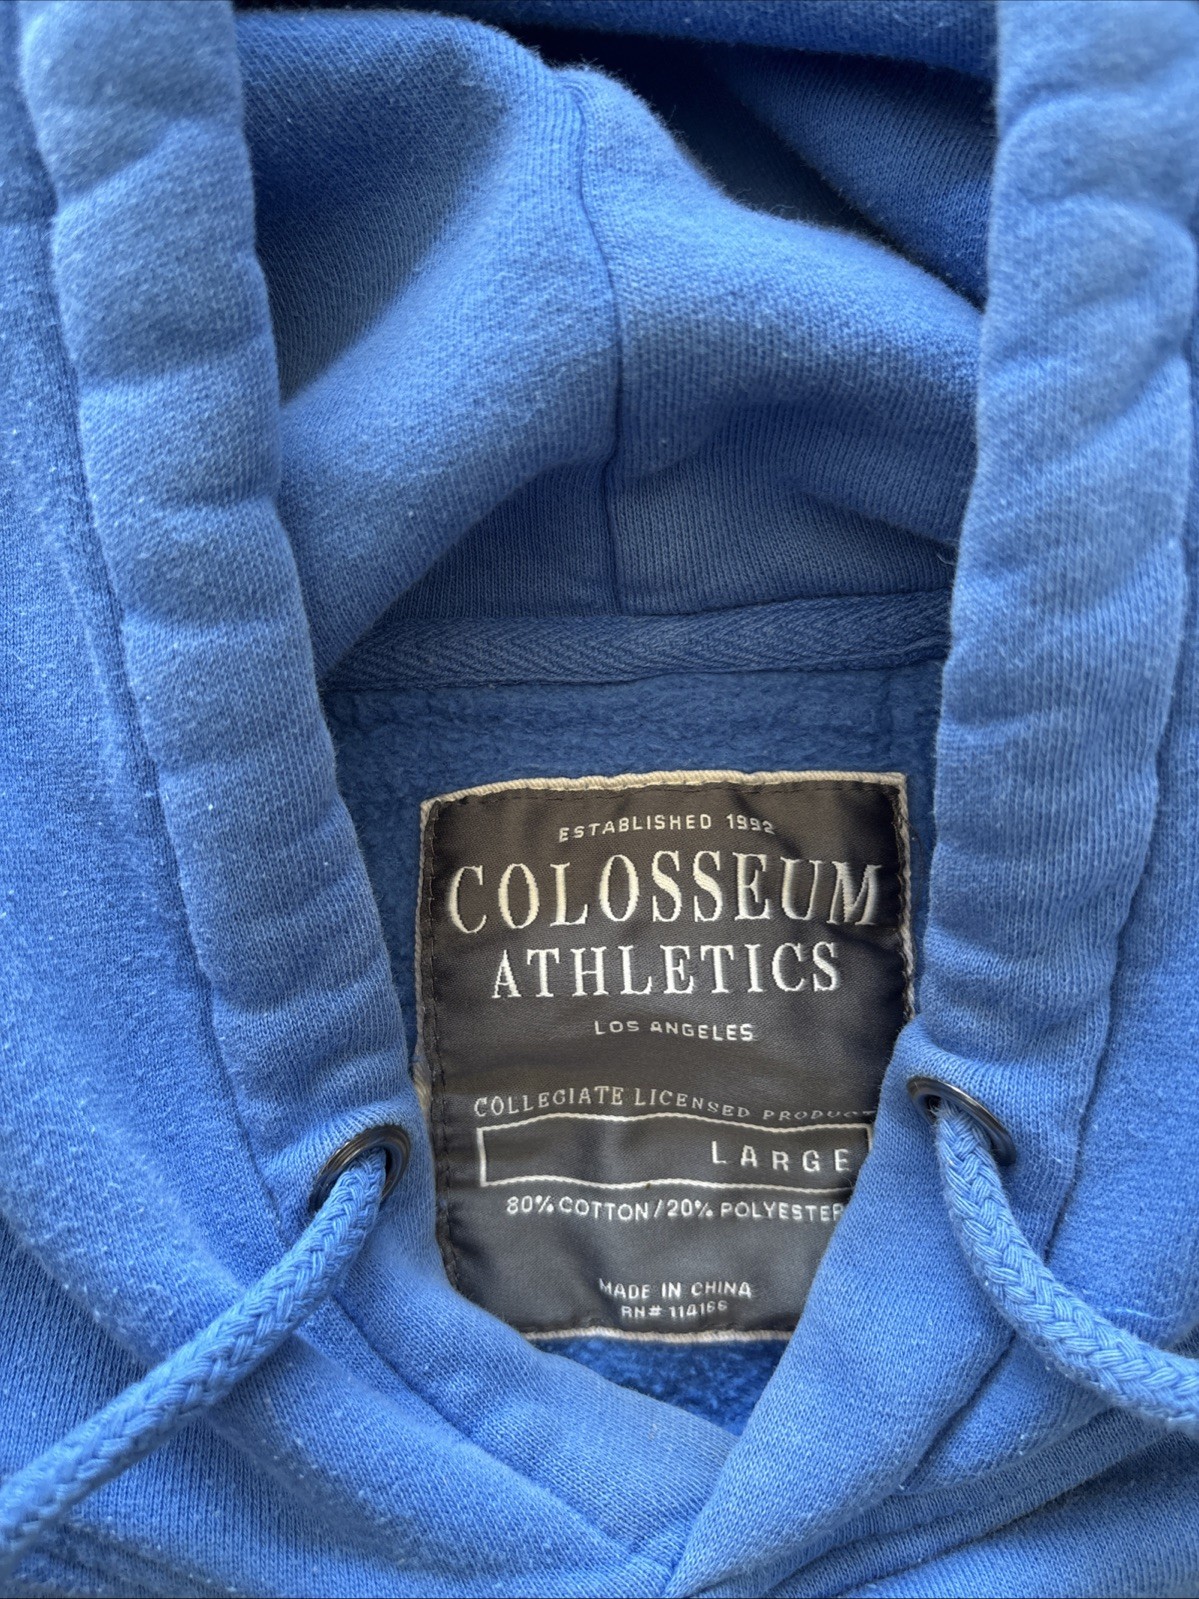 ESTABLISHED 1992
COLOSSEUM
ATHLETICS
LOS ANGELES
COLLEGIATE LICENSED PRODUCT
LARGE
80% COTTON/20% POLYESTER
MADE IN CHINA
RN# 114166